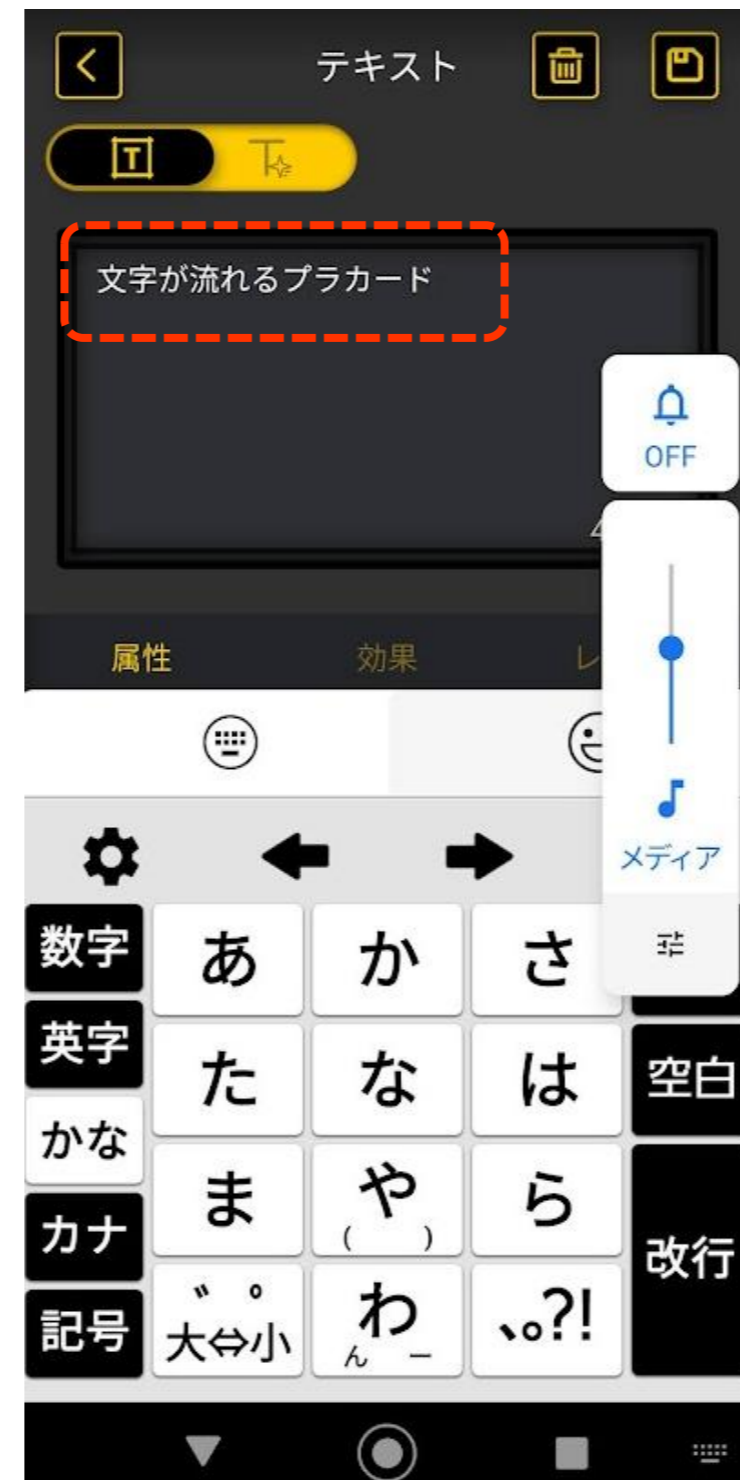 テキスト
T
文字が流れるプラカード
OFF
属性
効果
メディア
数字
あ
か
さ
英字
た
な
は
空白
かな
ま
や
( )
ら
カナ
改行
記号
゛ ゜
大⇔小
わ
ん ー
、。?!